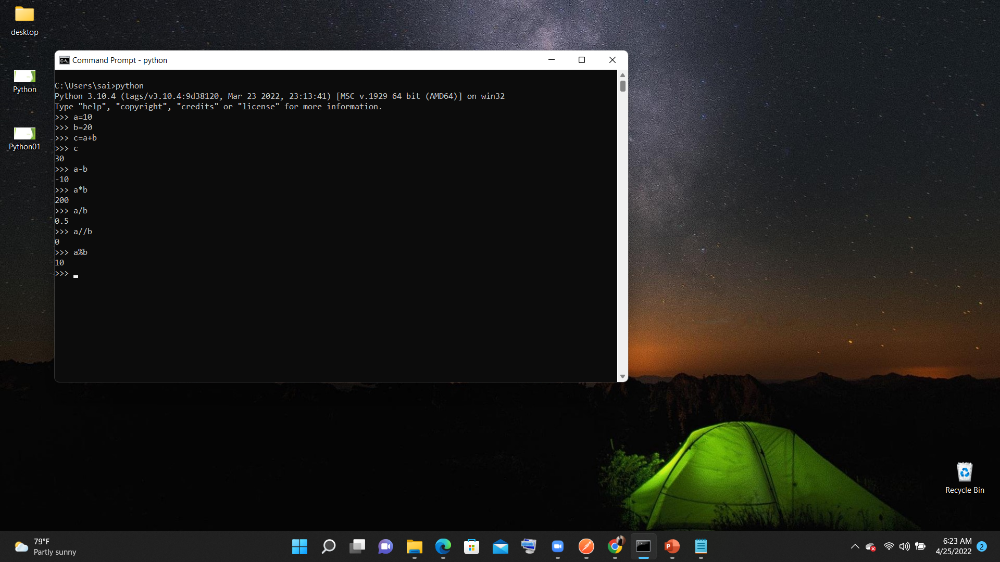 desktop
Python
Python01
Command Prompt - python
C:\Users\sai>python
Python 3.10.4 (tags/v3.10.4:9d38120, Mar 23 2022, 23:13:41) [MSC v.1929 64 bit (AMD64)] on win32
Type "help", "copyright", "credits" or "license" for more information.
>>> a=10
>>> b=20
>>> c=a+b
>>> c
30
>>> a-b
-10
>>> a*b
200
>>> a/b
0.5
>>> a//b
0
>>> a%b
10
>>>
Recycle Bin
79°F
Partly sunny
6:23 AM
4/25/2022
2